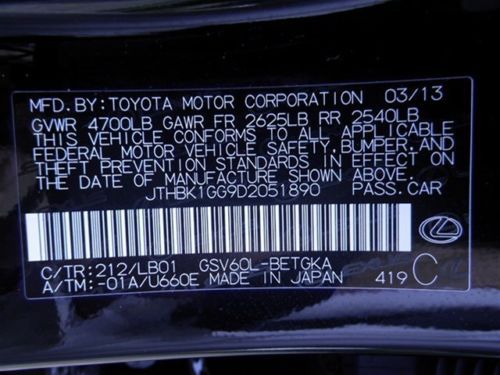 MFD. BY: TOYOTA MOTOR CORPORATION 03/13
GVWR 4700LB GAWR FR 2625LB RR 2540LB
THIS VEHICLE CONFORMS TO ALL APPLICABLE
FEDERAL MOTOR VEHICLE SAFETY, BUMPER, AND
THEFT PREVENTION STANDARDS IN EFFECT ON
THE DATE OF MANUFACTURE SHOWN ABOVE.
JTHBK1GG9D2051890 PASS.CAR
C/TR: 212/LB01 GSV60L-BETGKA
A/TM: -01A/U660E MADE IN JAPAN 419 C